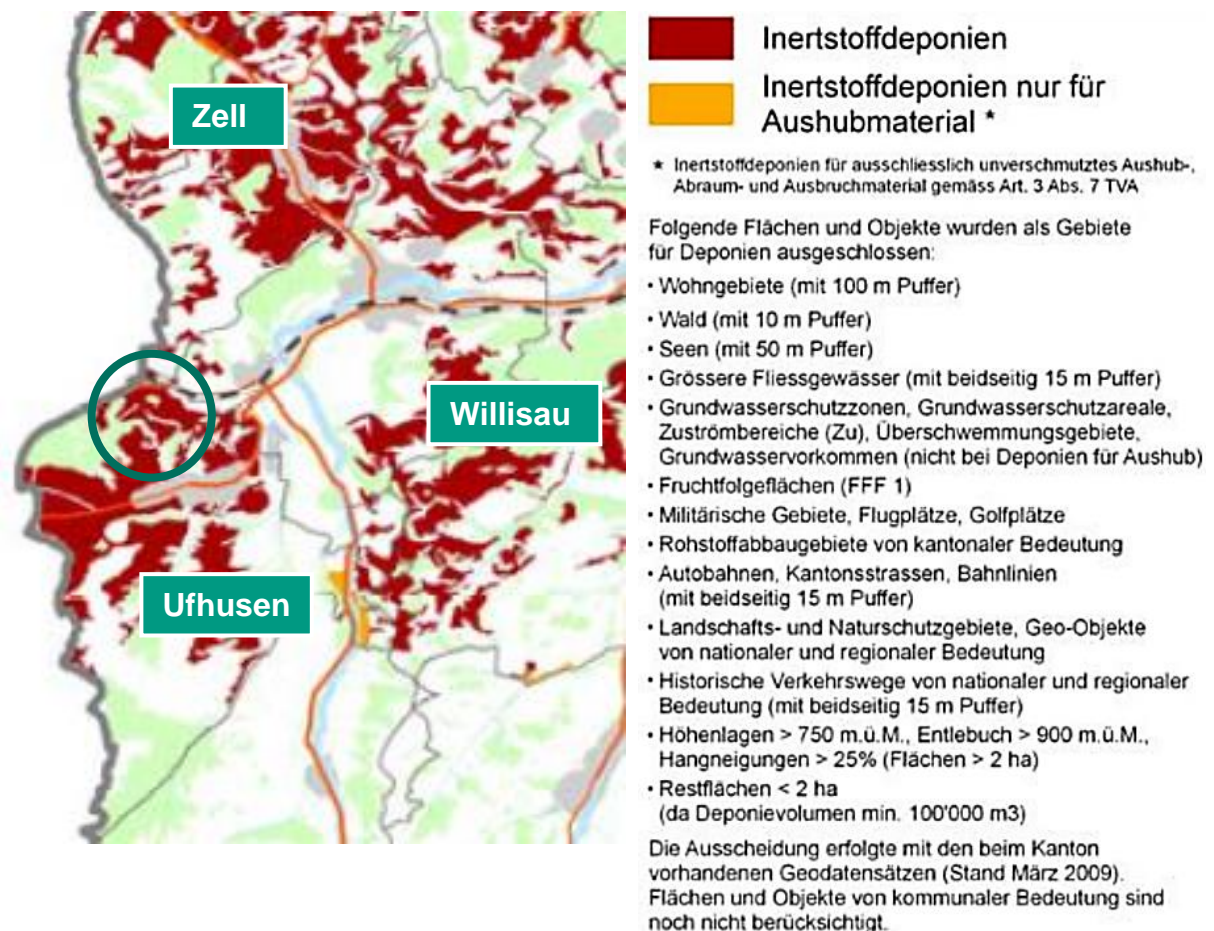 Zell
Willisau
Ufhusen
Inertstoffdeponien
Inertstoffdeponien nur für
Aushubmaterial *
* Inertstoffdeponien für ausschliesslich unverschmutztes Aushub-,
Abraum- und Ausbruchmaterial gemäss Art. 3 Abs. 7 TVA
Folgende Flächen und Objekte wurden als Gebiete
für Deponien ausgeschlossen:
• Wohngebiete (mit 100 m Puffer)
• Wald (mit 10 m Puffer)
• Seen (mit 50 m Puffer)
• Grössere Fliessgewässer (mit beidseitig 15 m Puffer)
• Grundwasserschutzzonen, Grundwasserschutzareale,
Zuströmbereiche (Zu), Überschwemmungsgebiete,
Grundwasservorkommen (nicht bei Deponien für Aushub)
• Fruchtfolgeflächen (FFF 1)
• Militärische Gebiete, Flugplätze, Golfplätze
• Rohstoffabbaugebiete von kantonaler Bedeutung
• Autobahnen, Kantonsstrassen, Bahnlinien
(mit beidseitig 15 m Puffer)
• Landschafts- und Naturschutzgebiete, Geo-Objekte
von nationaler und regionaler Bedeutung
• Historische Verkehrswege von nationaler und regionaler
Bedeutung (mit beidseitig 15 m Puffer)
• Höhenlagen > 750 m.ü.M., Entlebuch > 900 m.ü.M.,
Hangneigungen > 25% (Flächen > 2 ha)
• Restflächen < 2 ha
(da Deponievolumen min. 100'000 m3)
Die Ausscheidung erfolgte mit den beim Kanton
vorhandenen Geodatensätzen (Stand März 2009).
Flächen und Objekte von kommunaler Bedeutung sind
noch nicht berücksichtigt.